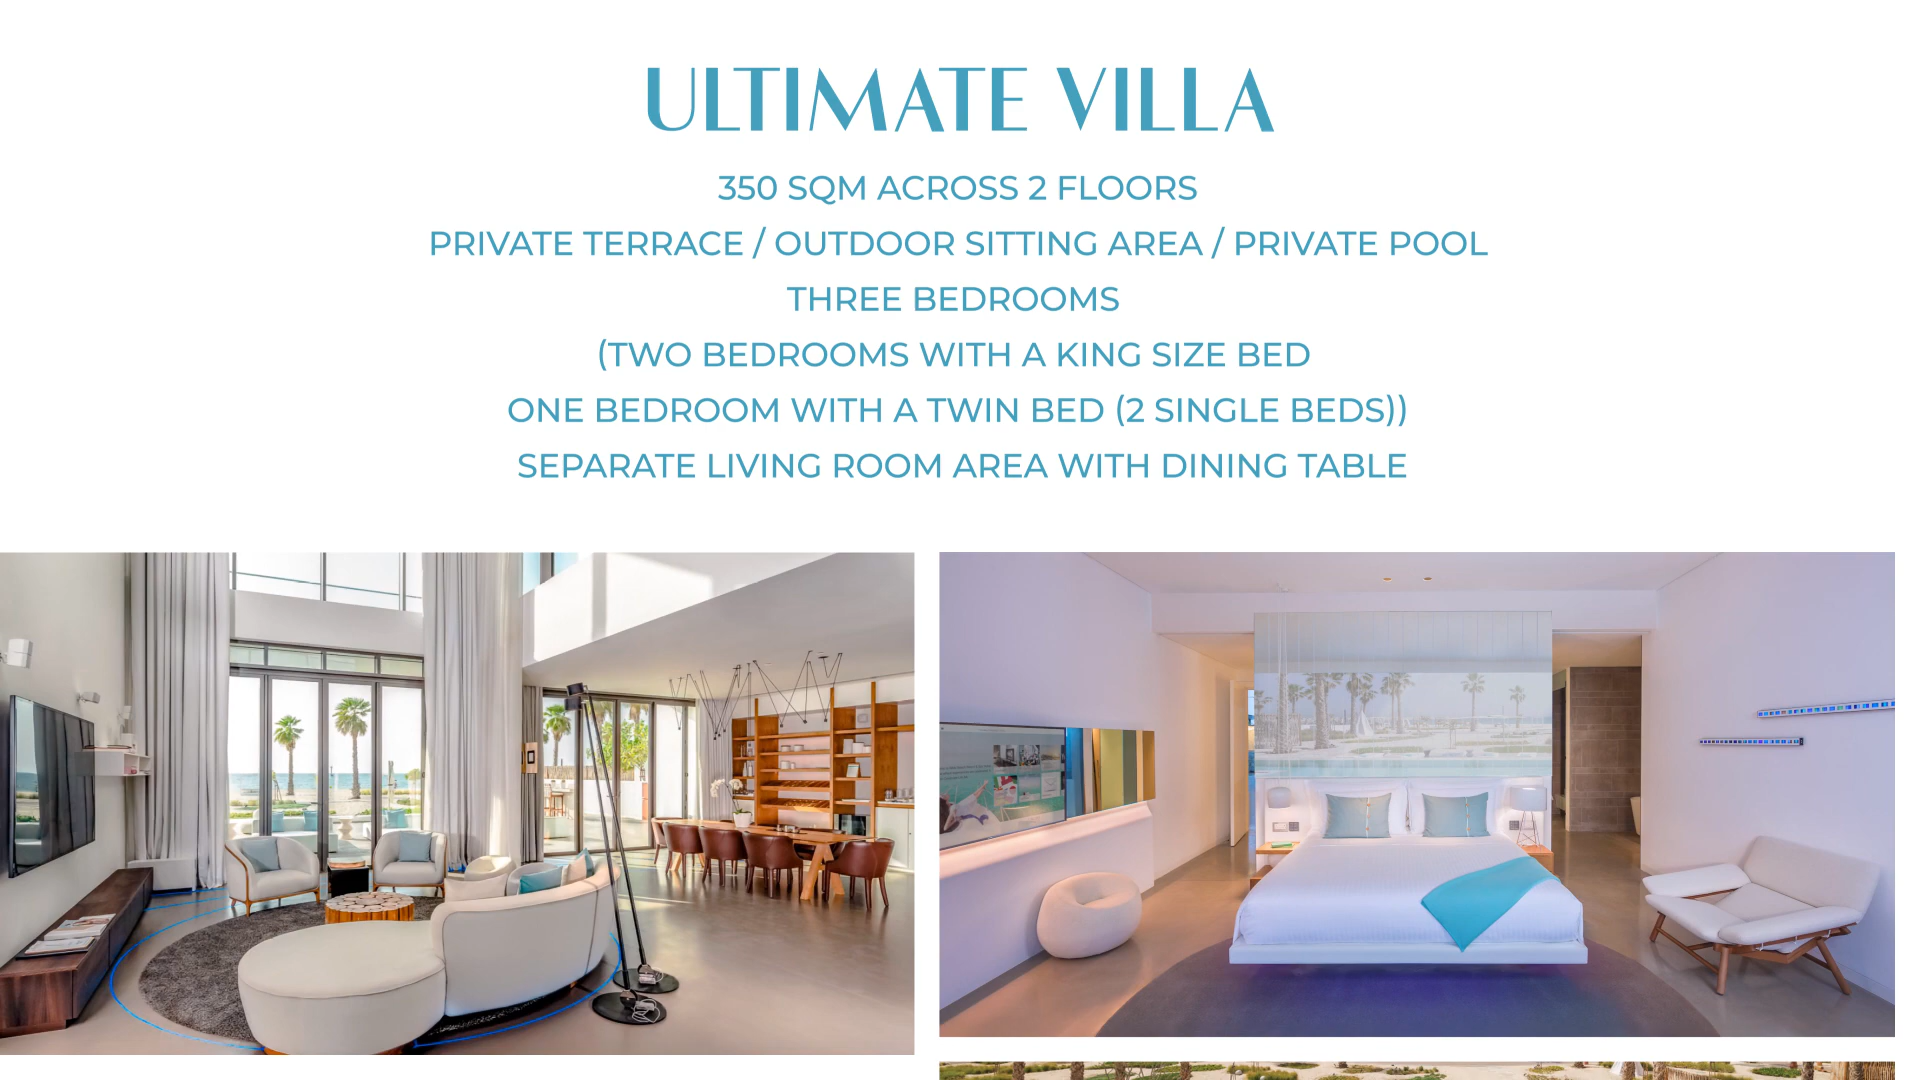 ULTIMATE VILLA
350 SQM ACROSS 2 FLOORS
PRIVATE TERRACE / OUTDOOR SITTING AREA / PRIVATE POOL
THREE BEDROOMS
(TWO BEDROOMS WITH A KING SIZE BED
ONE BEDROOM WITH A TWIN BED (2 SINGLE BEDS))
SEPARATE LIVING ROOM AREA WITH DINING TABLE